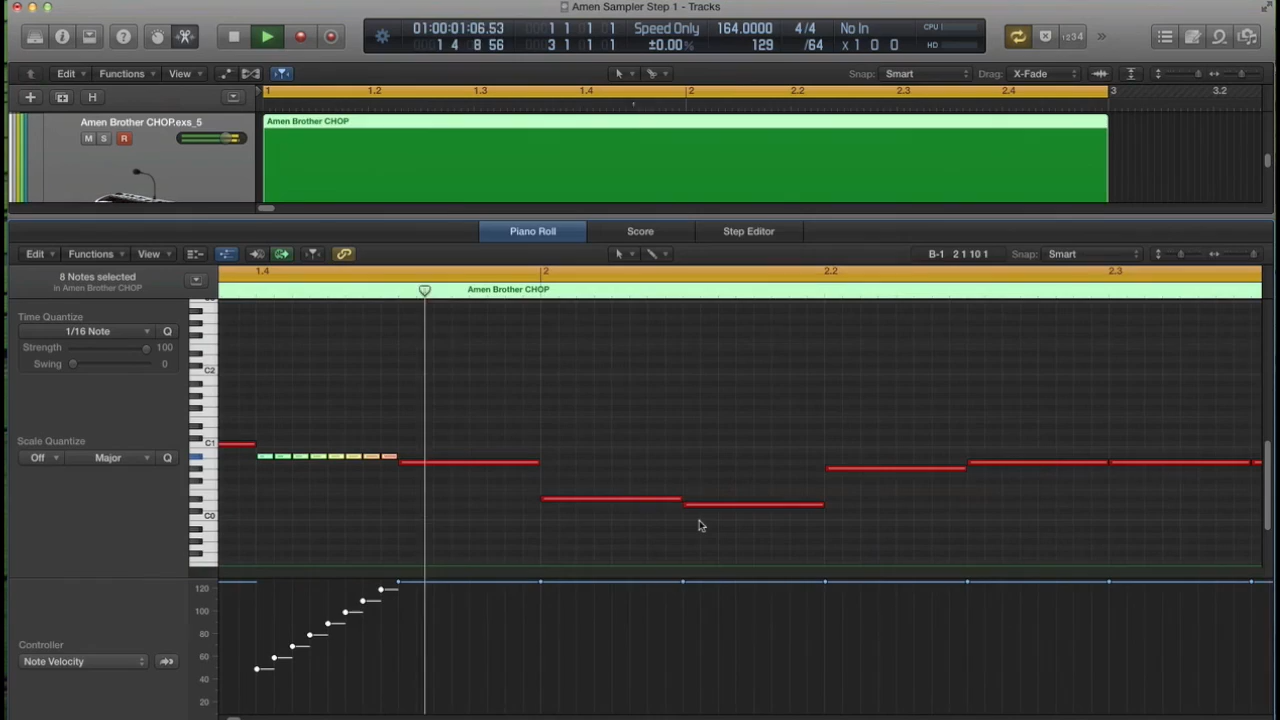 Amen Sampler Step 1 - Tracks
01:00:01:06.53 1 1 1 1 Speed Only 164.0000 4/4 No In CPU
1 4 8 56 3 1 1 1 ±0.00% 129 /64 x 1 0 0 HD
1234
Edit Functions View Snap: Smart Drag: X-Fade
H 1 1.2 1.3 1.4 2 2.2 2.3 2.4 3 3.2
Amen Brother CHOP.exs_5 Amen Brother CHOP
M S R
Piano Roll Score Step Editor
Edit Functions View B-1 2 1 10 1 Snap: Smart
8 Notes selected
in Amen Brother CHOP
1.4 2 2.2 2.3
Amen Brother CHOP
Time Quantize
1/16 Note Q
Strength 100
Swing 0
C2
Scale Quantize
C1
Off Major Q
C0
120
100
80
60
40
20
Controller
Note Velocity